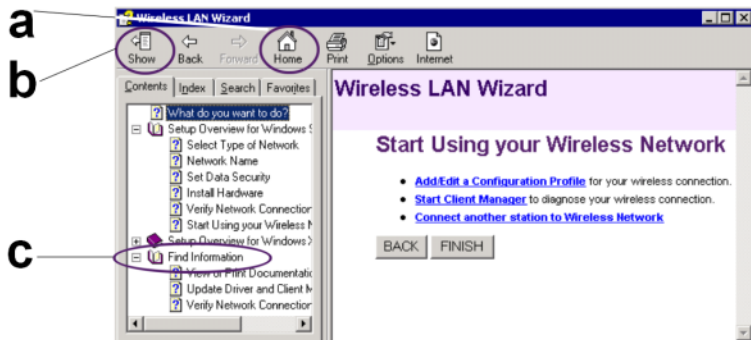 a
Wireless LAN Wizard
b
Show Back Forward Home Print Options Internet
Contents Index Search Favorites
What do you want to do?
Setup Overview for Windows
Select Type of Network
Network Name
Set Data Security
Install Hardware
Verify Network Connection
Start Using your Wireless
Setup Overview for Windows
c
Find Information
View or Print
Update Driver and Client
Verify Network Connection
Wireless LAN Wizard
Start Using your Wireless Network
Add/Edit a Configuration Profile for your wireless connection.
Start Client Manager to diagnose your wireless connection.
Connect another station to Wireless Network
BACK FINISH